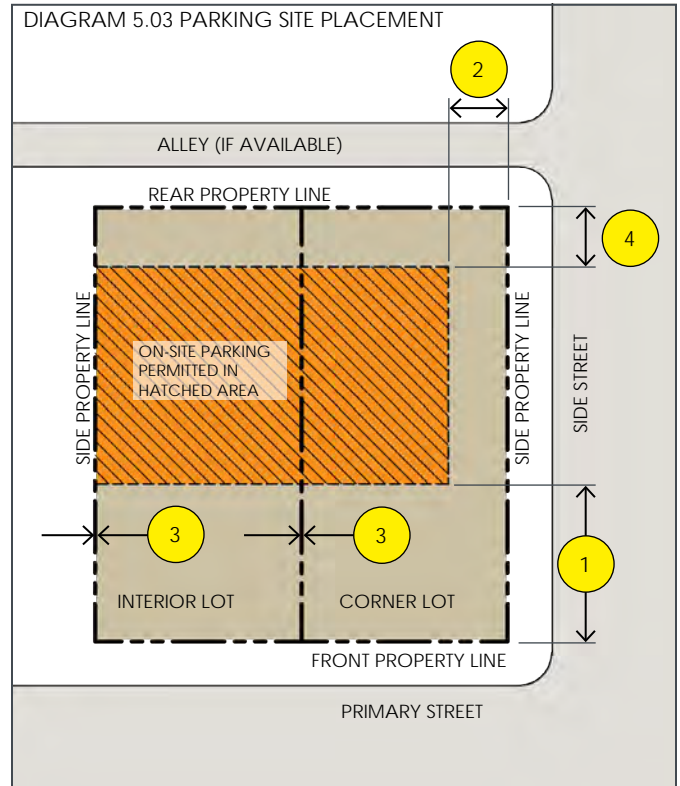 DIAGRAM 5.03 PARKING SITE PLACEMENT
2
ALLEY (IF AVAILABLE)
REAR PROPERTY LINE
4
SIDE PROPERTY LINE
ON-SITE PARKING
PERMITTED IN
HATCHED AREA
SIDE PROPERTY LINE
SIDE STREET
3
3
1
INTERIOR LOT
CORNER LOT
FRONT PROPERTY LINE
PRIMARY STREET